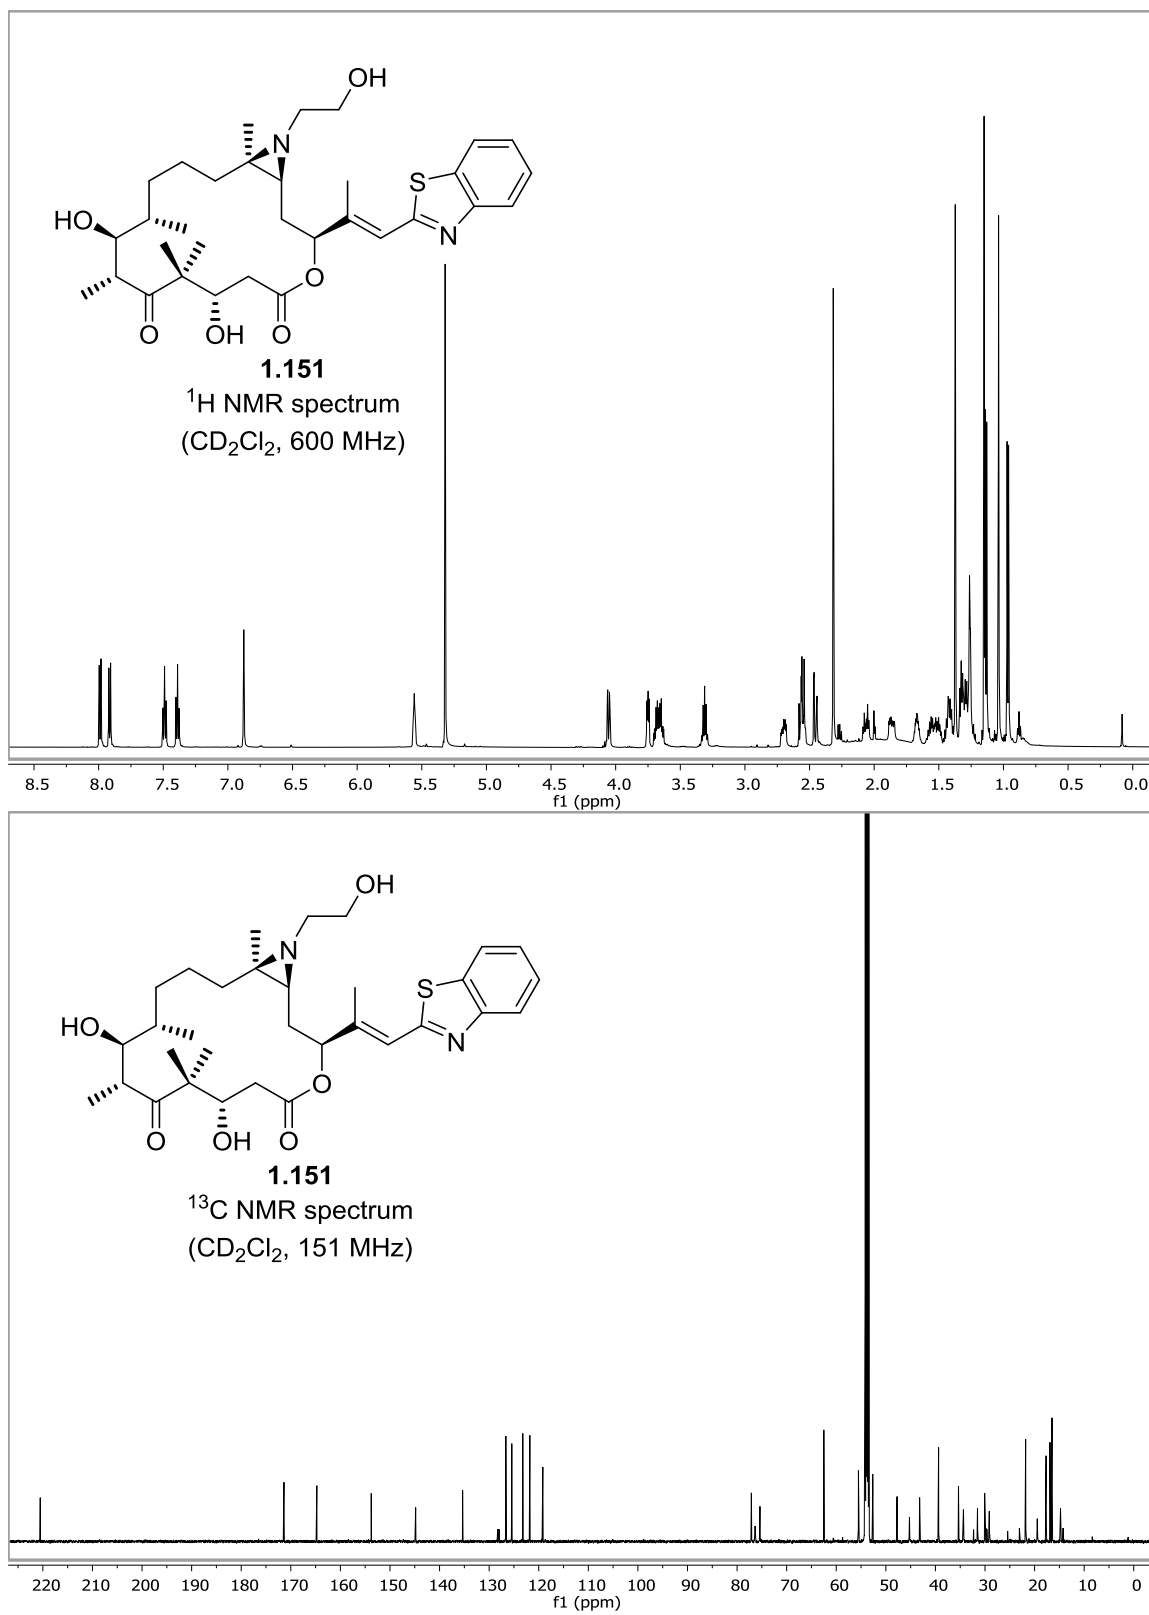 OH
N
S
HO
N
O
O
OH
O
1.151
¹H NMR spectrum
(CD₂Cl₂, 600 MHz)
8.5 8.0 7.5 7.0 6.5 6.0 5.5 5.0 4.5 4.0 3.5 3.0 2.5 2.0 1.5 1.0 0.5 0.0
f1 (ppm)
OH
N
S
HO
N
O
O
OH
O
1.151
¹³C NMR spectrum
(CD₂Cl₂, 151 MHz)
220 210 200 190 180 170 160 150 140 130 120 110 100 90 80 70 60 50 40 30 20 10 0
f1 (ppm)